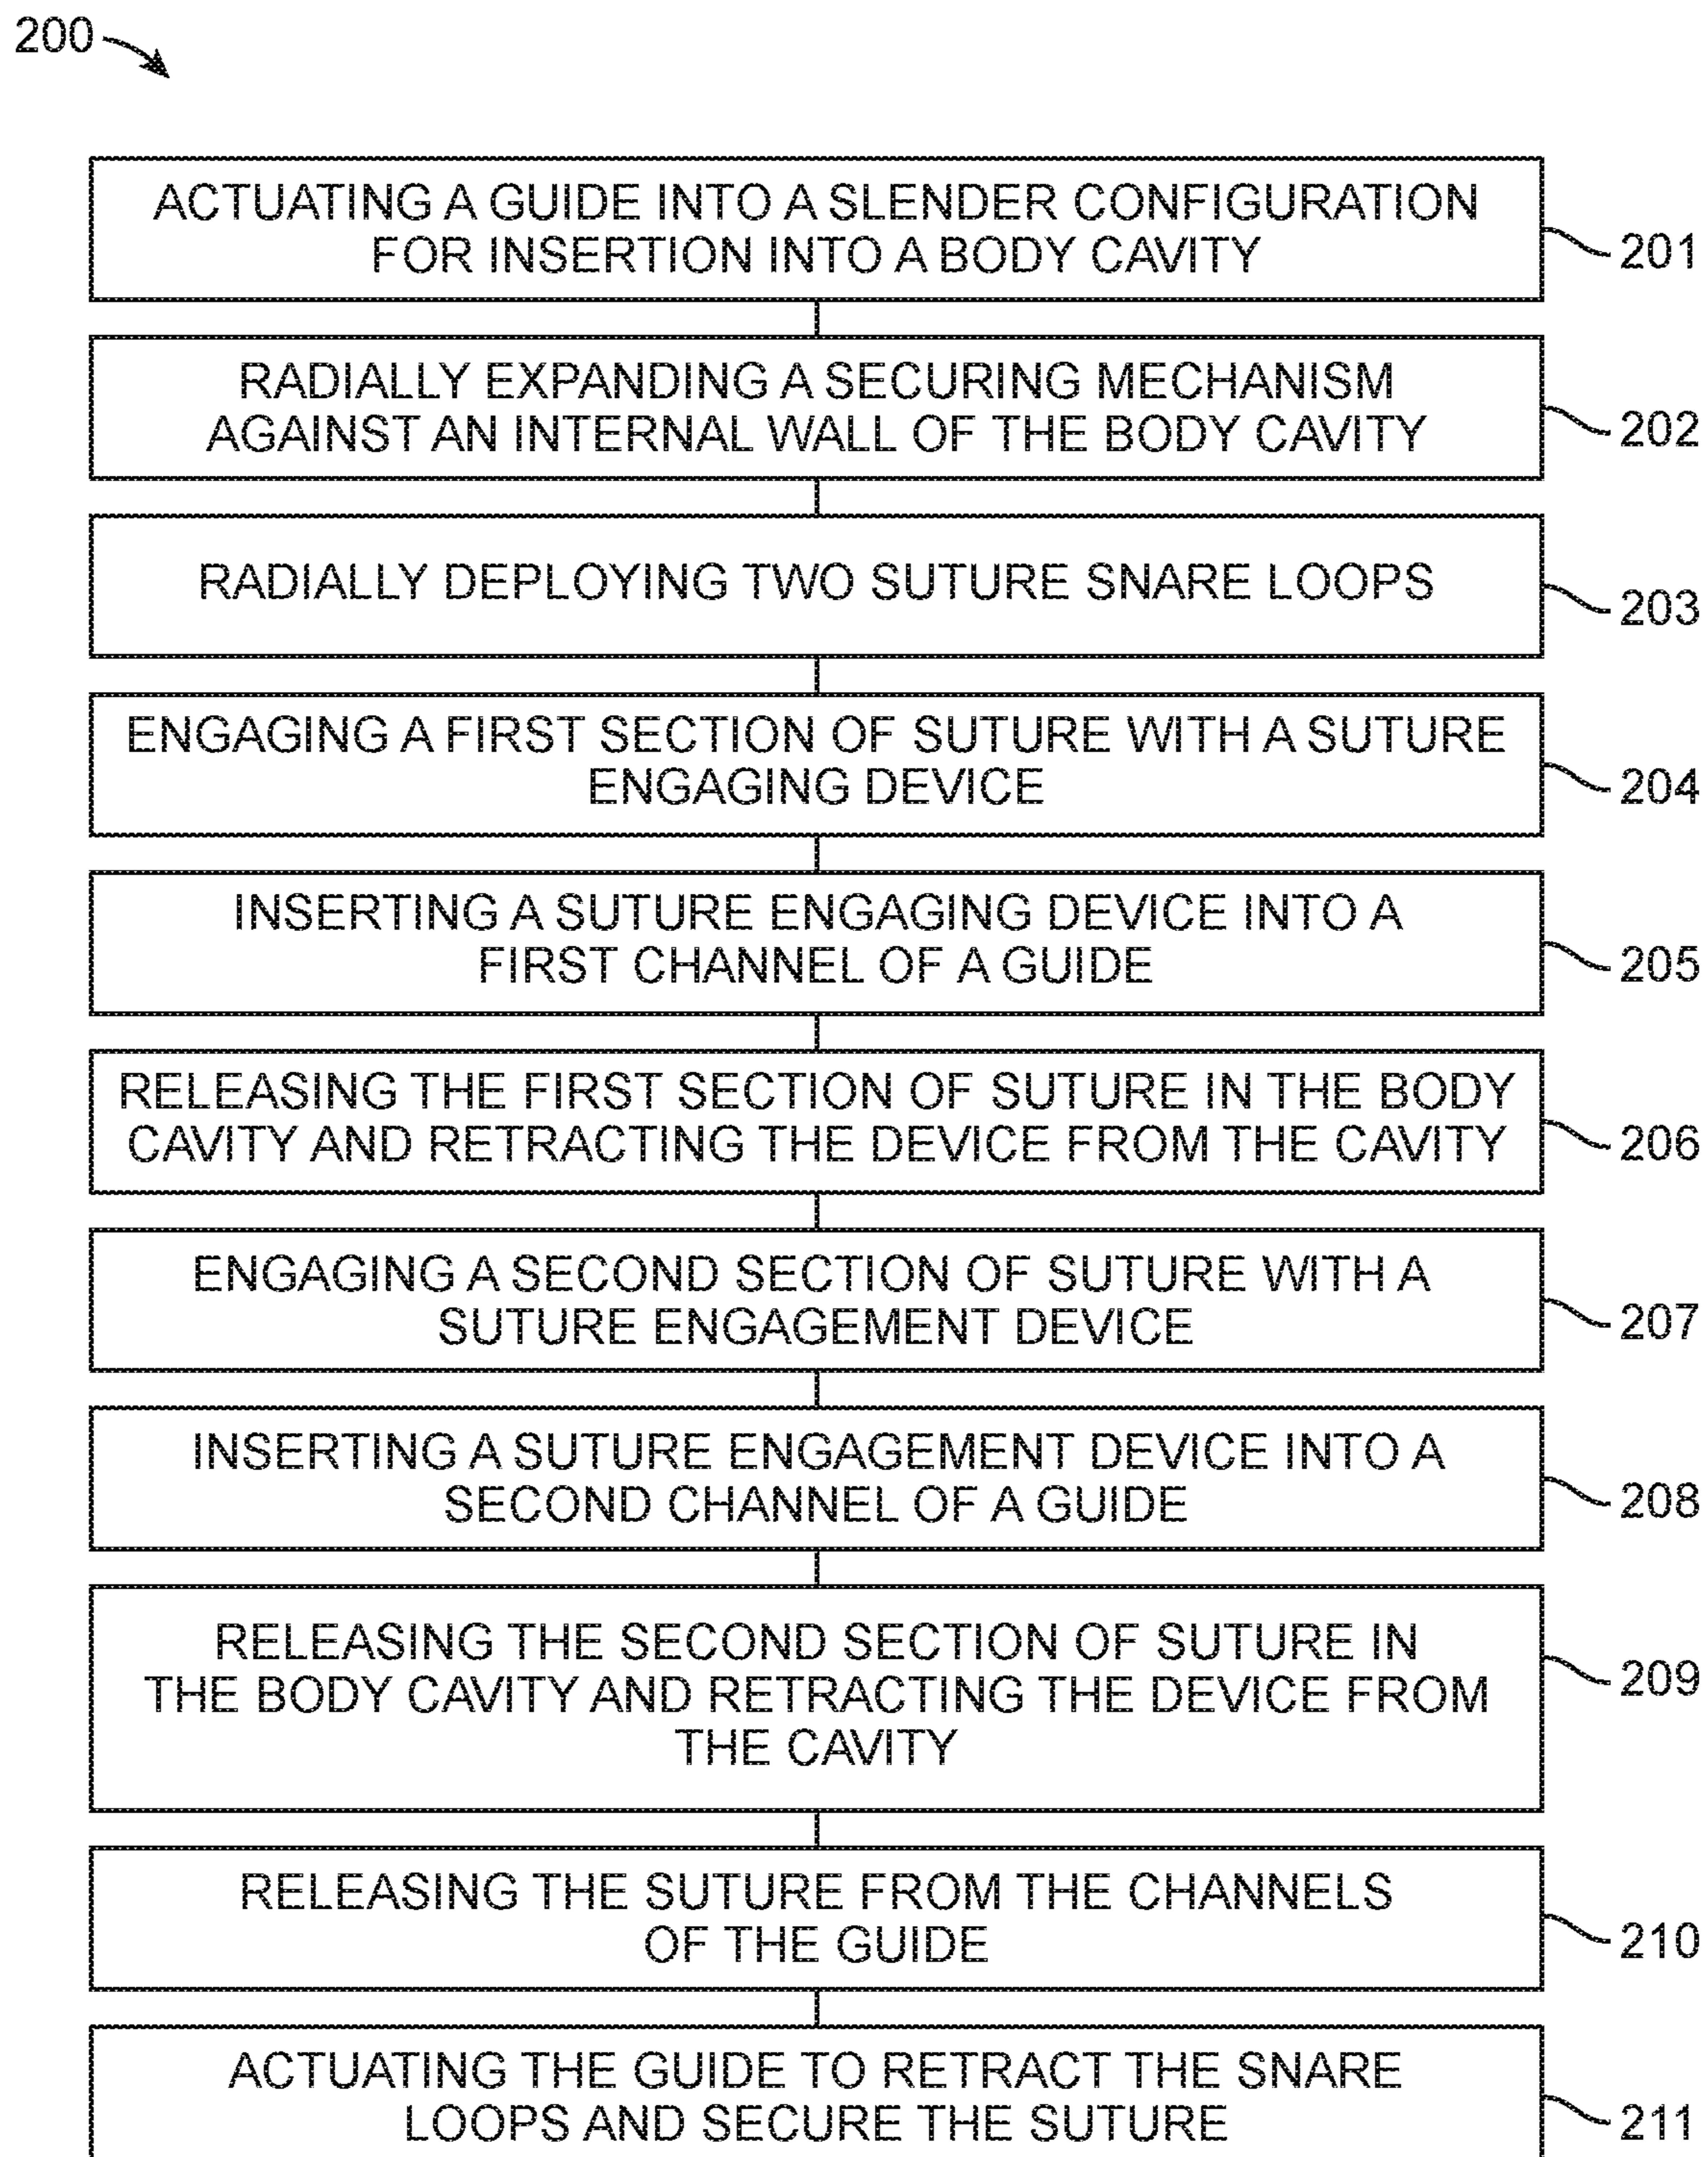 200
ACTUATING A GUIDE INTO A SLENDER CONFIGURATION
FOR INSERTION INTO A BODY CAVITY
201
RADIALLY EXPANDING A SECURING MECHANISM
AGAINST AN INTERNAL WALL OF THE BODY CAVITY
202
RADIALLY DEPLOYING TWO SUTURE SNARE LOOPS
203
ENGAGING A FIRST SECTION OF SUTURE WITH A SUTURE
ENGAGING DEVICE
204
INSERTING A SUTURE ENGAGING DEVICE INTO A
FIRST CHANNEL OF A GUIDE
205
RELEASING THE FIRST SECTION OF SUTURE IN THE BODY
CAVITY AND RETRACTING THE DEVICE FROM THE CAVITY
206
ENGAGING A SECOND SECTION OF SUTURE WITH A
SUTURE ENGAGEMENT DEVICE
207
INSERTING A SUTURE ENGAGEMENT DEVICE INTO A
SECOND CHANNEL OF A GUIDE
208
RELEASING THE SECOND SECTION OF SUTURE IN
THE BODY CAVITY AND RETRACTING THE DEVICE FROM
THE CAVITY
209
RELEASING THE SUTURE FROM THE CHANNELS
OF THE GUIDE
210
ACTUATING THE GUIDE TO RETRACT THE SNARE
LOOPS AND SECURE THE SUTURE
211